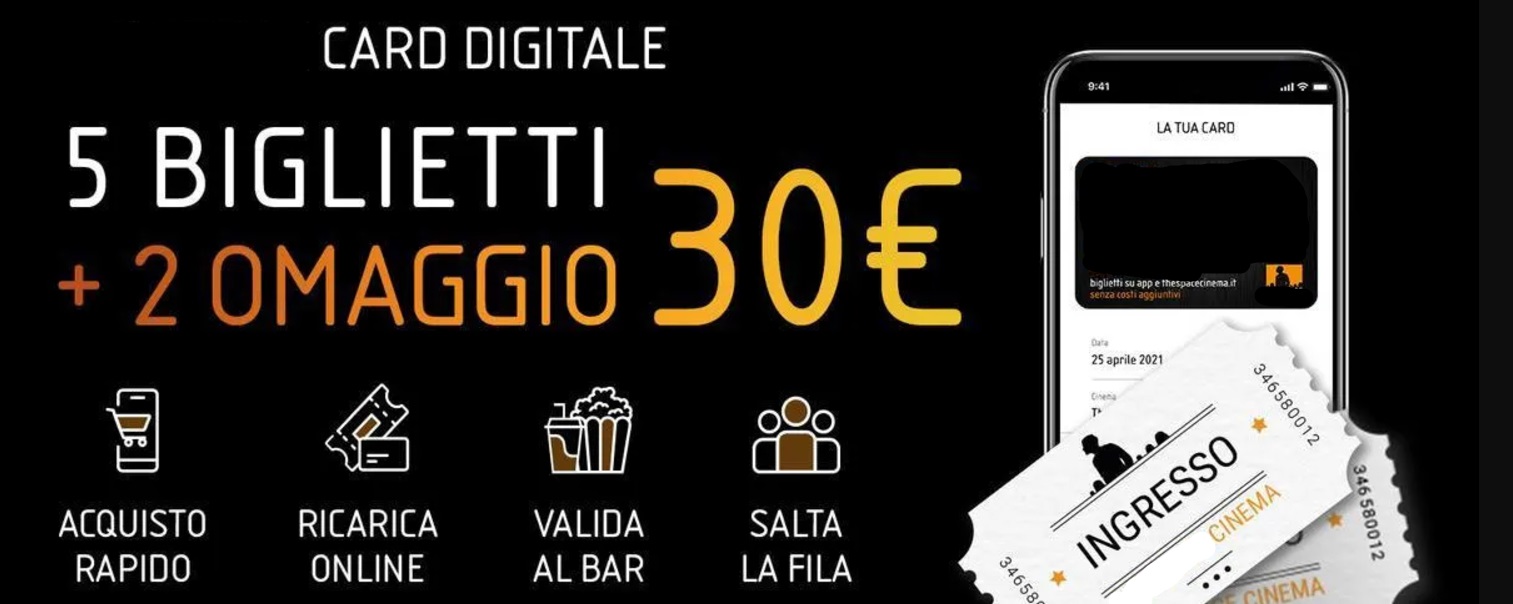 CARD DIGITALE
5 BIGLIETTI
+ 2 OMAGGIO
30€
ACQUISTO
RAPIDO
RICARICA
ONLINE
VALIDA
AL BAR
SALTA
LA FILA
9:41
LA TUA CARD
biglietti su app e thespacecinema.it
senza costi aggiuntivi
Data
25 aprile 2021
Cinema
346580012
INGRESSO
CINEMA
346580012
CINEMA